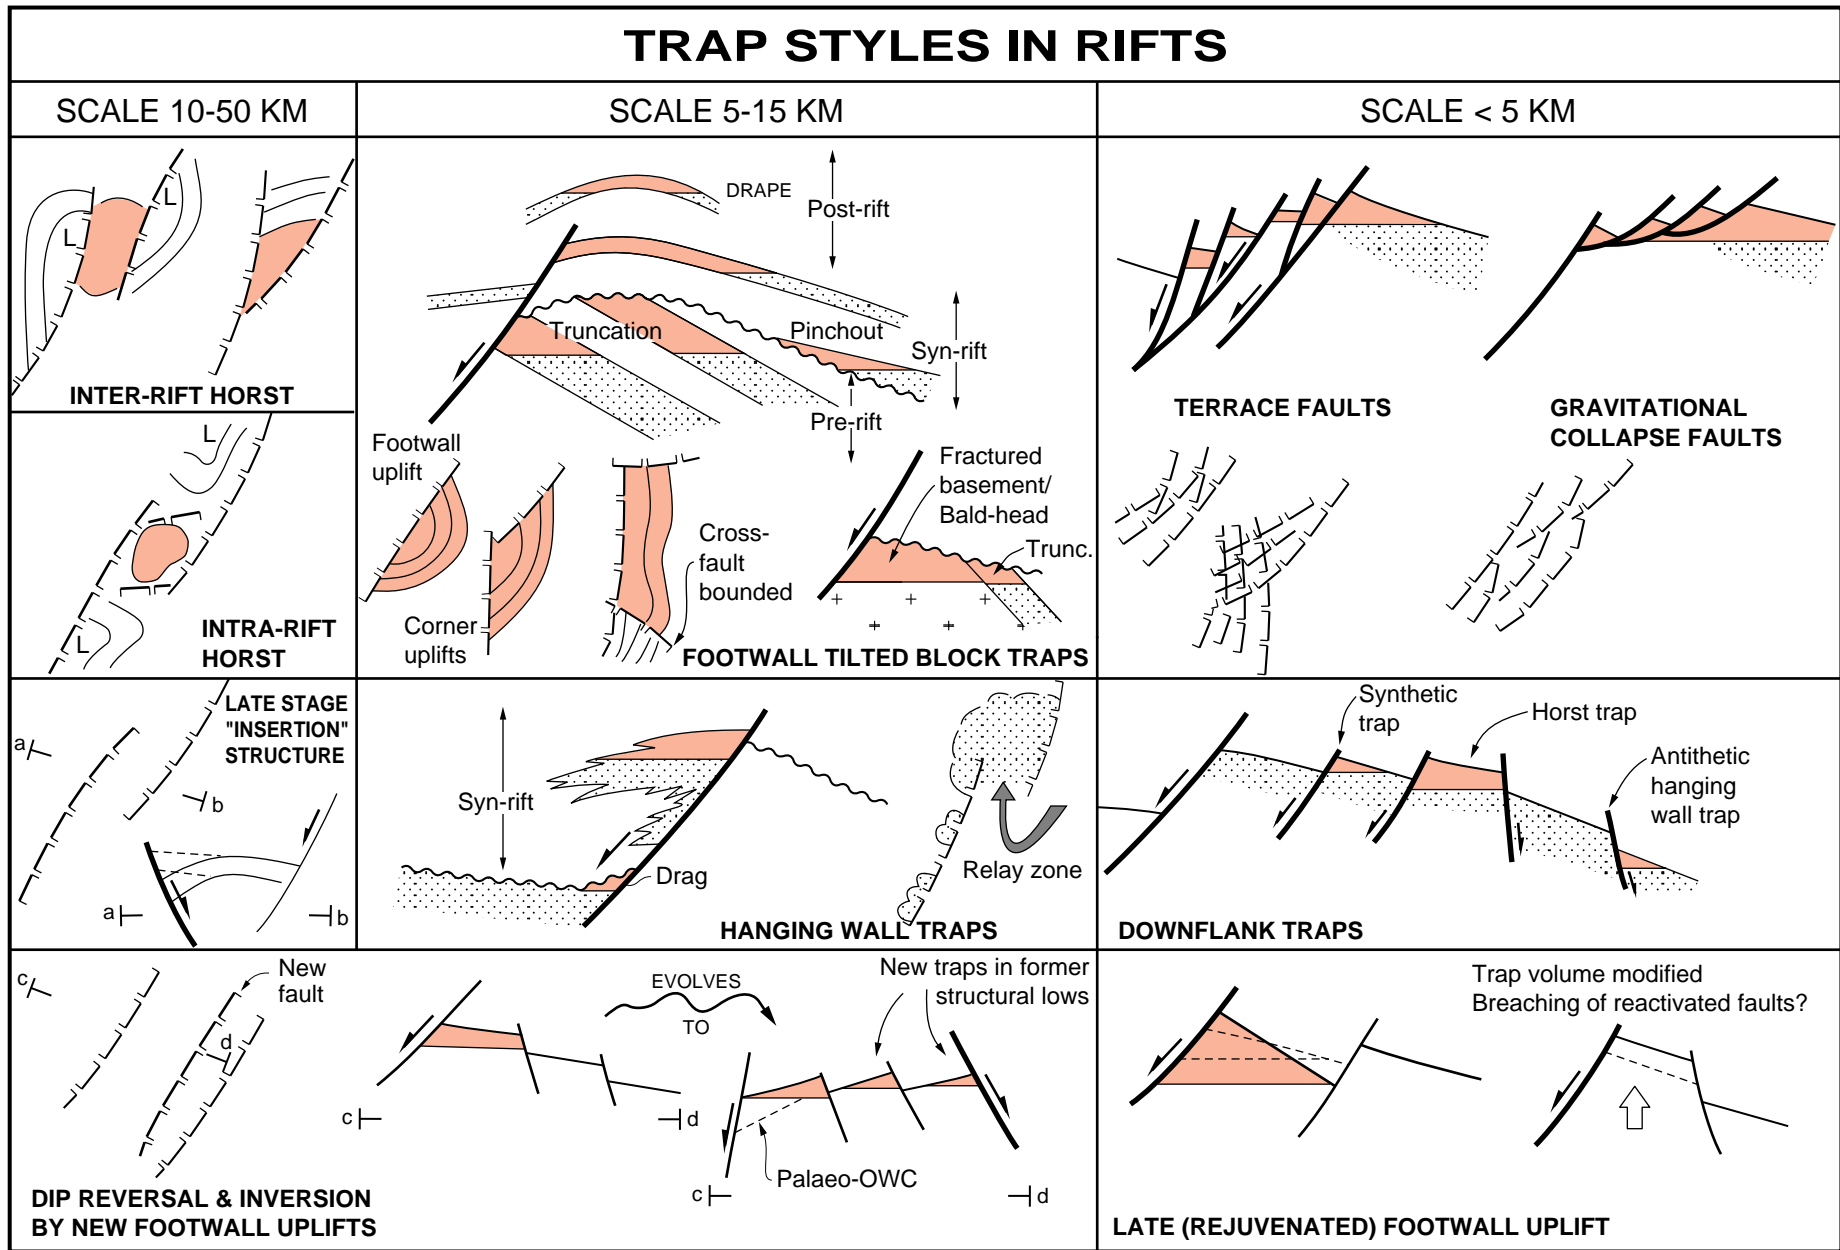 TRAP STYLES IN RIFTS
SCALE 10-50 KM
SCALE 5-15 KM
SCALE < 5 KM
L
L
INTER-RIFT HORST
L
L
INTRA-RIFT
HORST
DRAPE
Post-rift
Truncation
Pinchout
Syn-rift
Pre-rift
Footwall
uplift
Corner
uplifts
Cross-
fault
bounded
Fractured
basement/
Bald-head
Trunc.
FOOTWALL TILTED BLOCK TRAPS
TERRACE FAULTS
GRAVITATIONAL
COLLAPSE FAULTS
LATE STAGE
"INSERTION"
STRUCTURE
a
b
a
b
Syn-rift
Drag
Relay zone
HANGING WALL TRAPS
Synthetic
trap
Horst trap
Antithetic
hanging
wall trap
DOWNFLANK TRAPS
c
New
fault
d
DIP REVERSAL & INVERSION
BY NEW FOOTWALL UPLIFTS
EVOLVES
TO
New traps in former
structural lows
c
d
Palaeo-OWC
c
d
Trap volume modified
Breaching of reactivated faults?
LATE (REJUVENATED) FOOTWALL UPLIFT